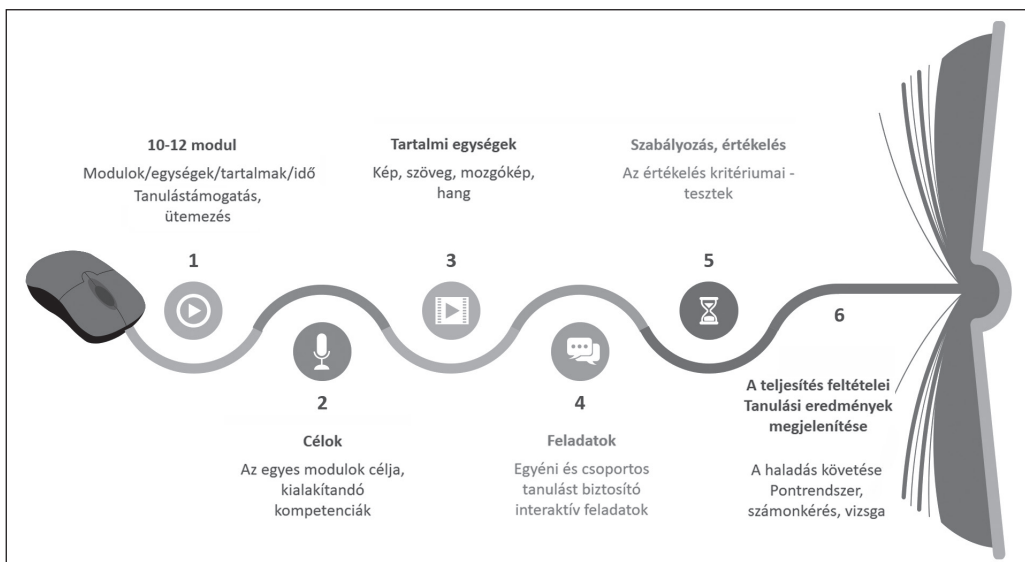 10-12 modul
Modulok/egységek/tartalmak/idő
Tanulástámogatás,
ütemezés
1
2
Célok
Az egyes modulok célja,
kialakítandó
kompetenciák
Tartalmi egységek
Kép, szöveg, mozgókép,
hang
3
4
Feladatok
Egyéni és csoportos
tanulást biztosító
interaktív feladatok
Szabályozás, értékelés
Az értékelés kritériumai -
tesztek
5
6
A teljesítés feltételei
Tanulási eredmények
megjelenítése
A haladás követése
Pontrendszer,
számonkérés, vizsga